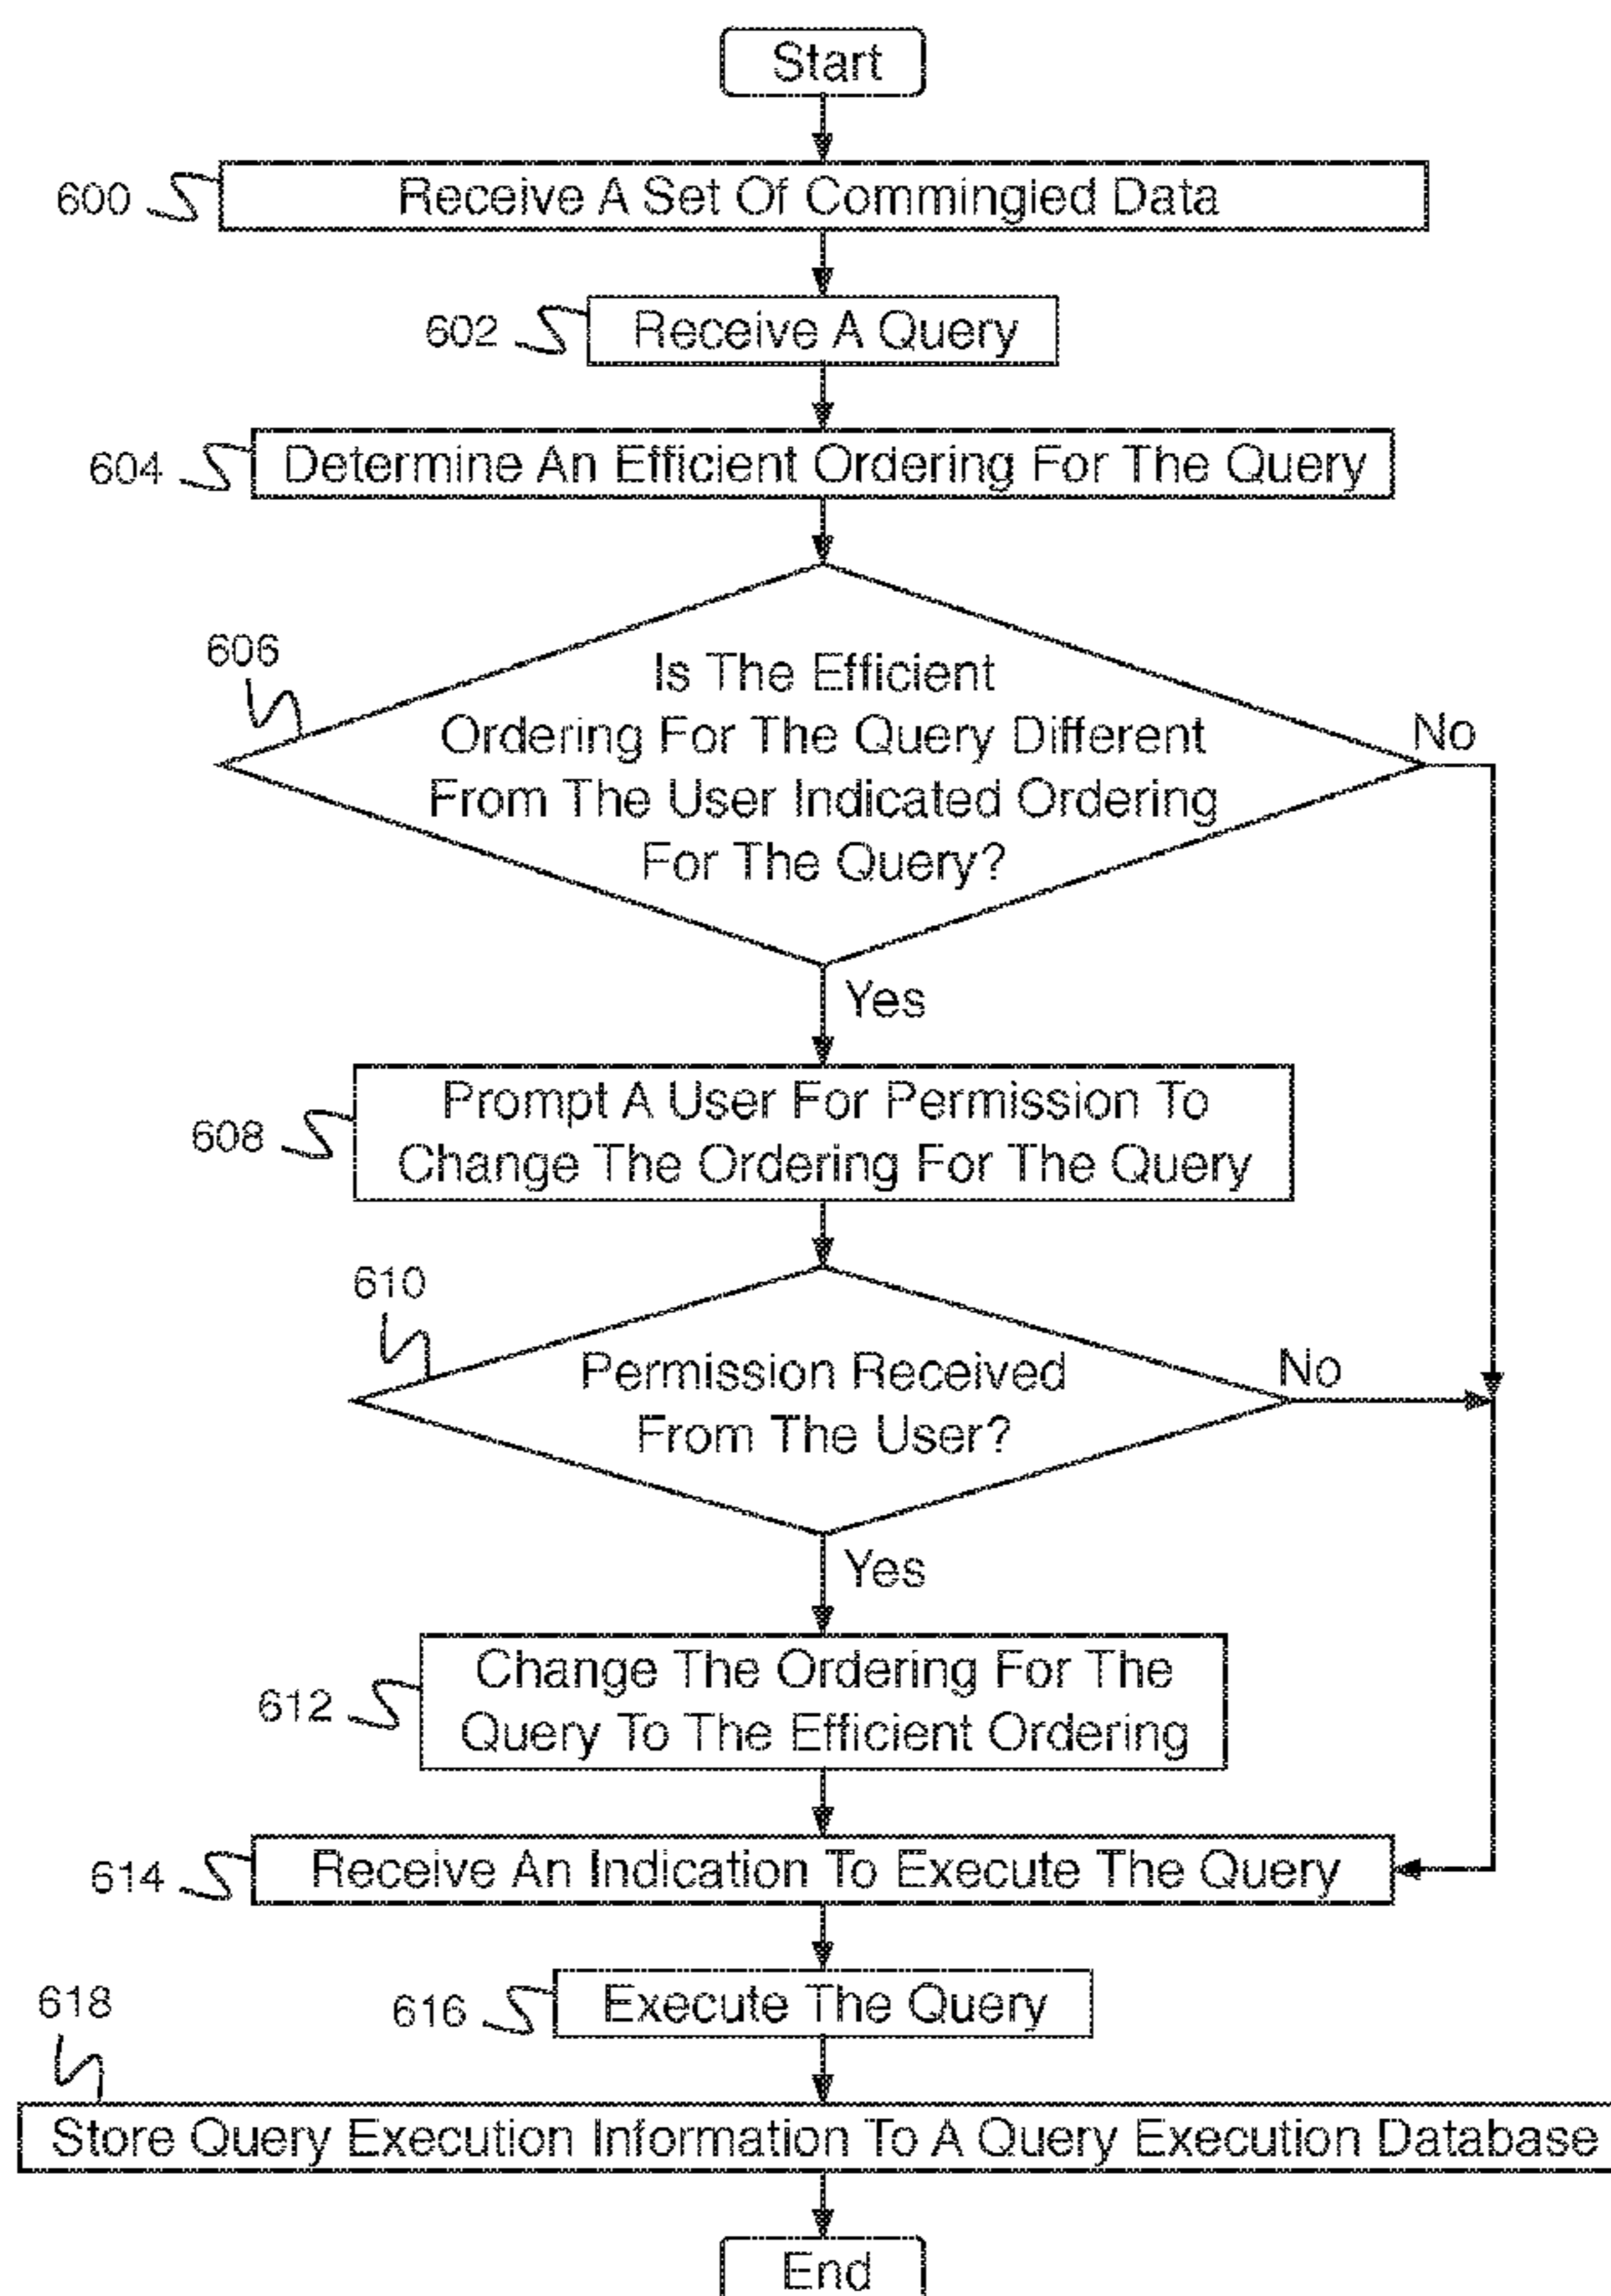 Start
600
Receive A Set Of Commingled Data
602
Receive A Query
604
Determine An Efficient Ordering For The Query
606
Is The Efficient
Ordering For The Query Different
From The User Indicated Ordering
For The Query?
No
Yes
608
Prompt A User For Permission To
Change The Ordering For The Query
610
Permission Received
From The User?
No
Yes
612
Change The Ordering For The
Query To The Efficient Ordering
614
Receive An Indication To Execute The Query
616
Execute The Query
618
Store Query Execution Information To A Query Execution Database
End